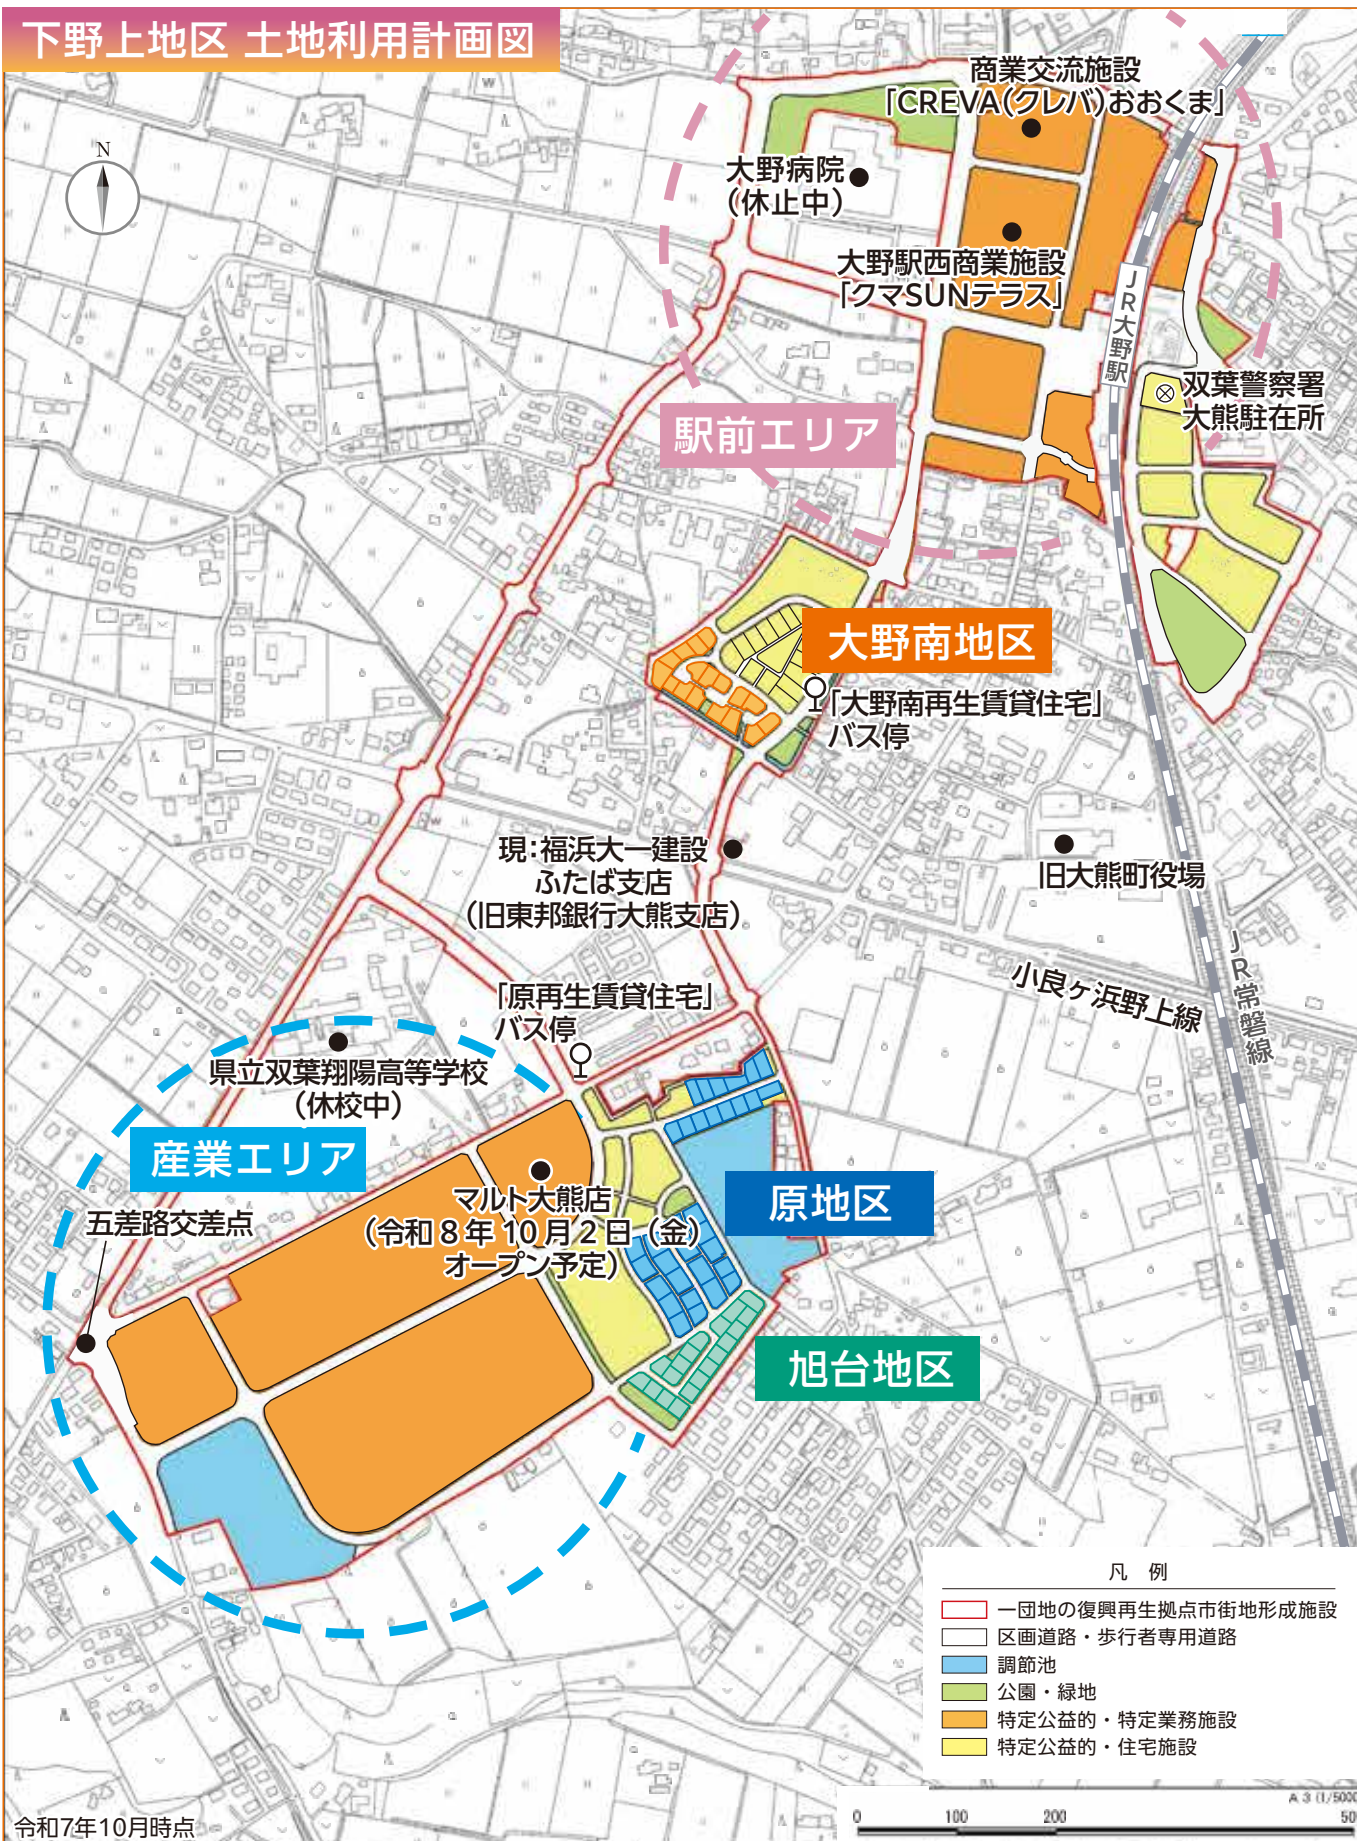 下野上地区 土地利用計画図
N
商業交流施設
「CREVA(クレバ)おおくま」
大野病院
（休止中）
大野駅西商業施設
「クマSUNテラス」
JR大野駅
双葉警察署
大熊駐在所
駅前エリア
大野南地区
「大野南再生賃貸住宅」
バス停
現：福浜大一建設
ふたば支店
（旧東邦銀行大熊支店）
旧大熊町役場
小良ヶ浜野上線
JR常磐線
「原再生賃貸住宅」
バス停
県立双葉翔陽高等学校
（休校中）
産業エリア
五差路交差点
マルト大熊店
（令和８年 10 月２日（金）
オープン予定）
原地区
旭台地区
凡 例
一団地の復興再生拠点市街地形成施設
区画道路・歩行者専用道路
調節池
公園・緑地
特定公益的・特定業務施設
特定公益的・住宅施設
A 3 (1/5000
0 100 200 50
令和7年10月時点